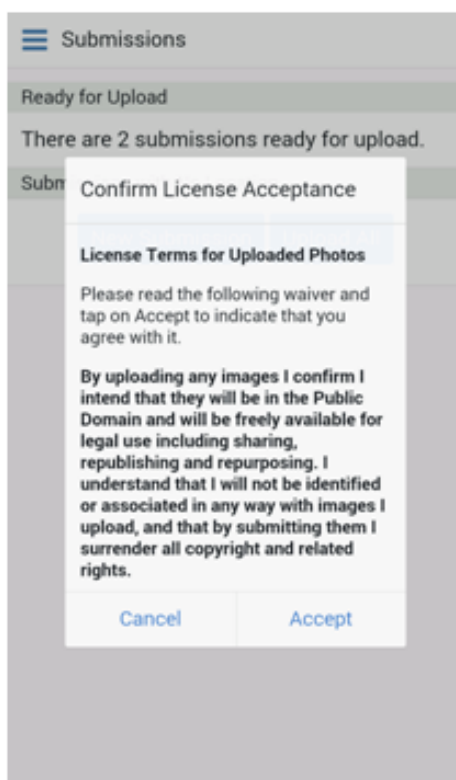 Submissions
Ready for Upload
There are 2 submissions ready for upload.
Subm
Confirm License Acceptance
License Terms for Uploaded Photos
Please read the following waiver and
tap on Accept to indicate that you
agree with it.
By uploading any images I confirm I
intend that they will be in the Public
Domain and will be freely available for
legal use including sharing,
republishing and repurposing. I
understand that I will not be identified
or associated in any way with images I
upload, and that by submitting them I
surrender all copyright and related
rights.
Cancel Accept